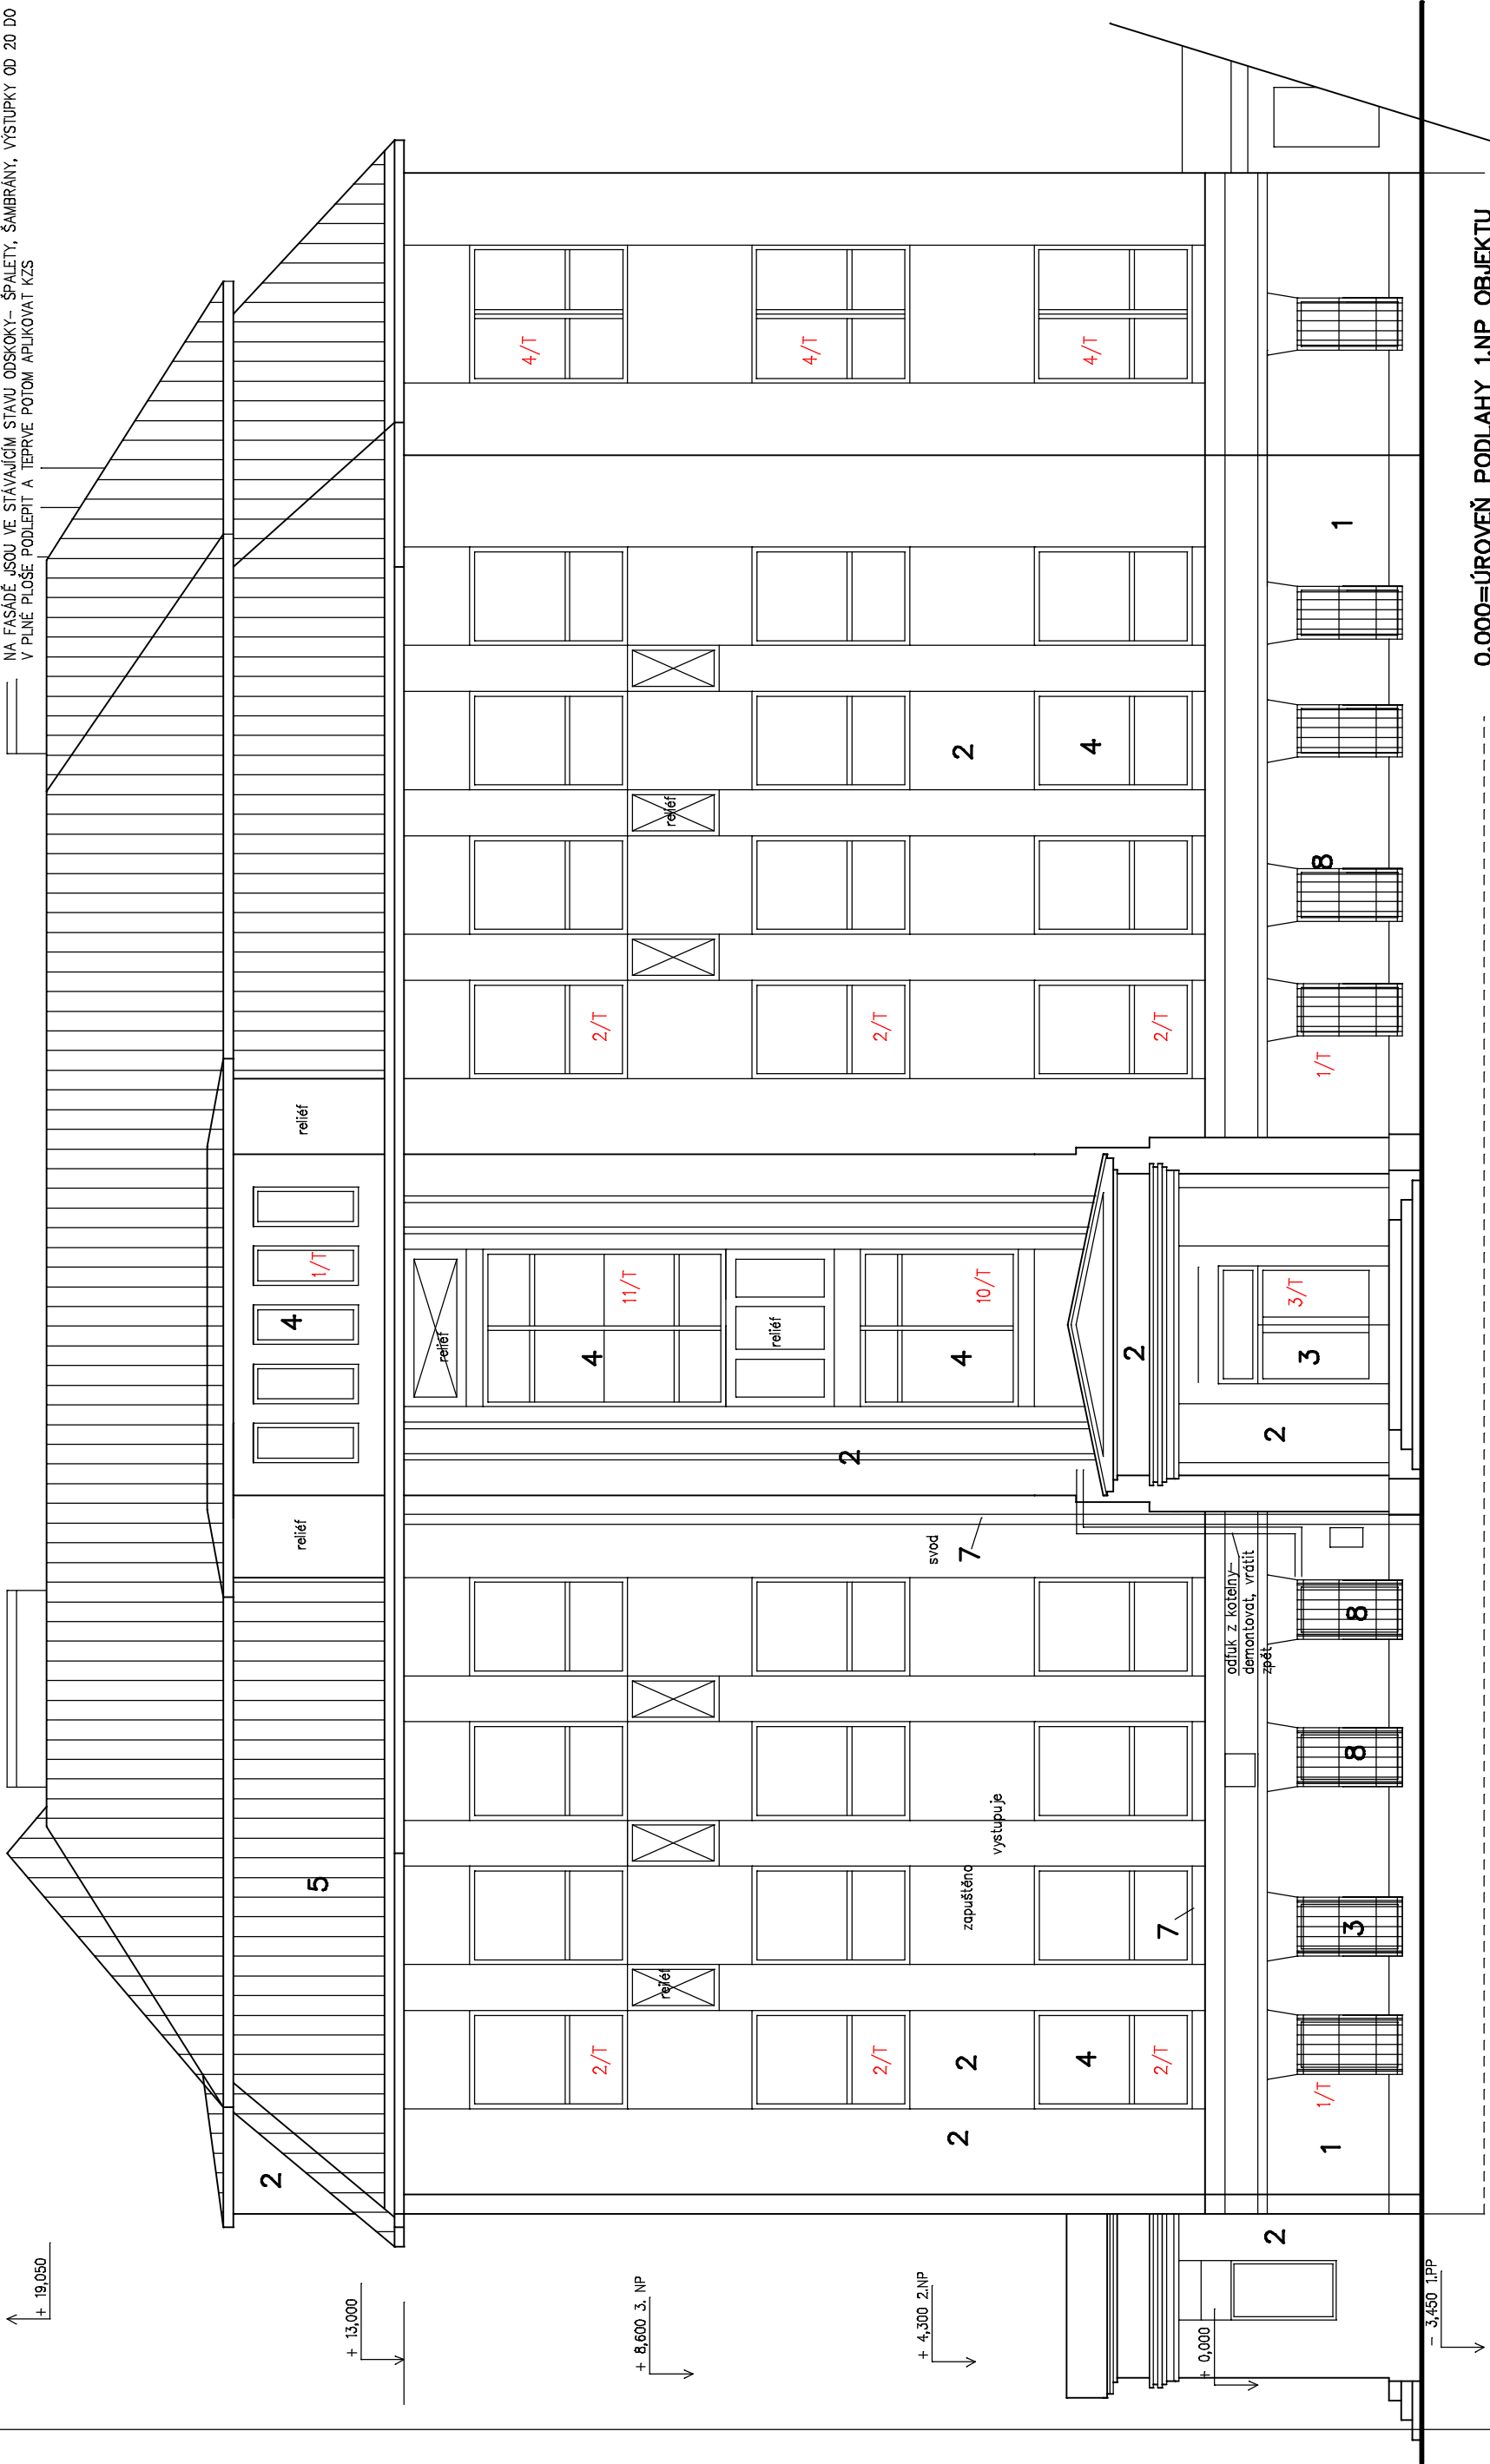 NA FASÁDĚ JSOU VE STÁVAJÍCÍM STAVU ODSKOKY– ŠPALETY, ŠAMBRÁNY, VÝSTUPKY OD 20 DO
V PLNÉ PLOŠE PODLEPIT A TEPRVE POTOM APLIKOVAT KZS
+ 19,050
2
5
reliéf
4
1/T
reliéf
+ 13,000
reliéf
4/T
2/T
4
11/T
2/T
+ 8,600 3. NP
reliéf
reliéf
reliéf
2/T
2
2/T
4/T
+ 4,300 2.NP
2
2
zapuštěno
vystupuje
svod
7
4
10/T
2
4
2/T
7
2
2/T
4
4/T
+ 0,000
2
odfuk z kotelny–
demontovat, vrátit
zpět
2
3
3/T
1
1/T
3
8
8
1/T
8
1
– 3,450 1.PP
0.000=ÚROVEŇ PODLAHY 1.NP OBJEKTU